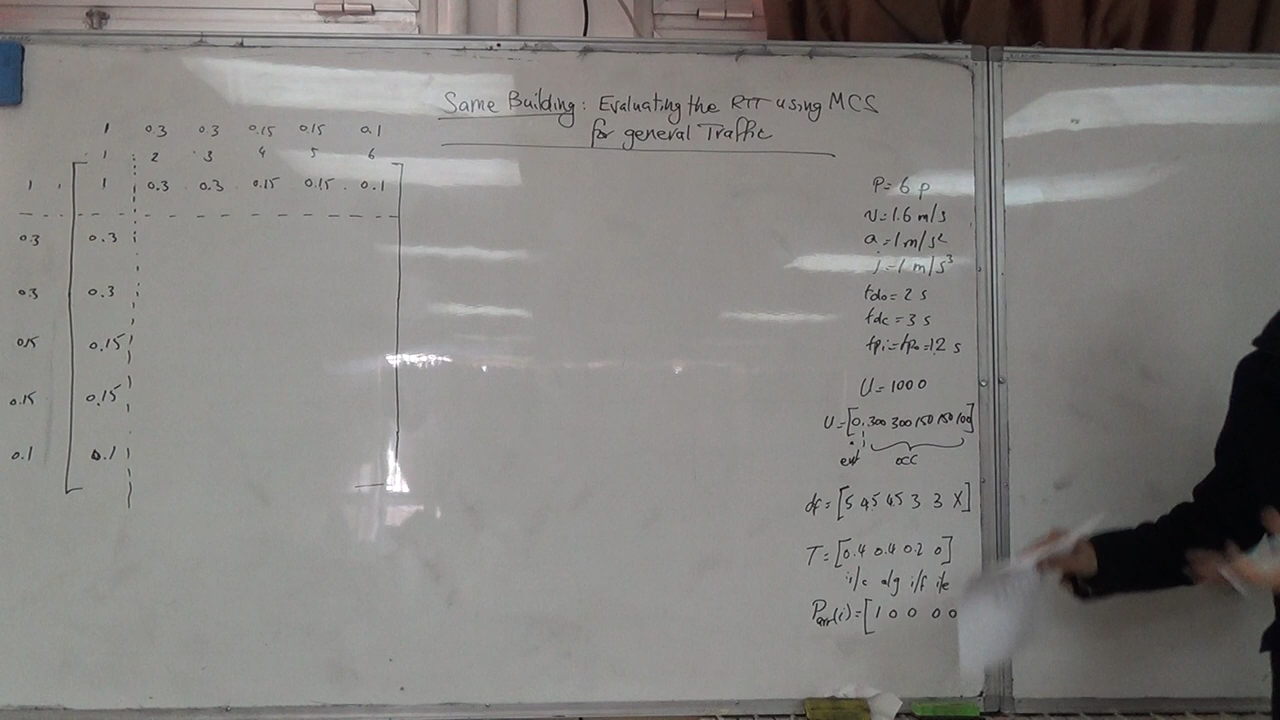 Same Building: Evaluating the RTT using MCS
for general Traffic
1 0.3 0.3 0.15 0.15 0.1
1 2 3 4 5 6
1 1 0.3 0.3 0.15 0.15 0.1
0.3 0.3
0.3 0.3
0.15 0.15
0.15 0.15
0.1 0.1
P = 6 p
v = 1.6 m/s
a = 1 m/s²
j = 1 m/s³
tdo = 2 s
tdc = 3 s
tpi = tpo = 1.2 s
U = 1000
U = [0 300 300 150 150 100]
ent occ
df = [5 4.5 4.5 3 3 X]
T = [0.4 0.4 0.2 0]
i/c o/g i/f i/e
Parr(i) = [1 0 0 0 0